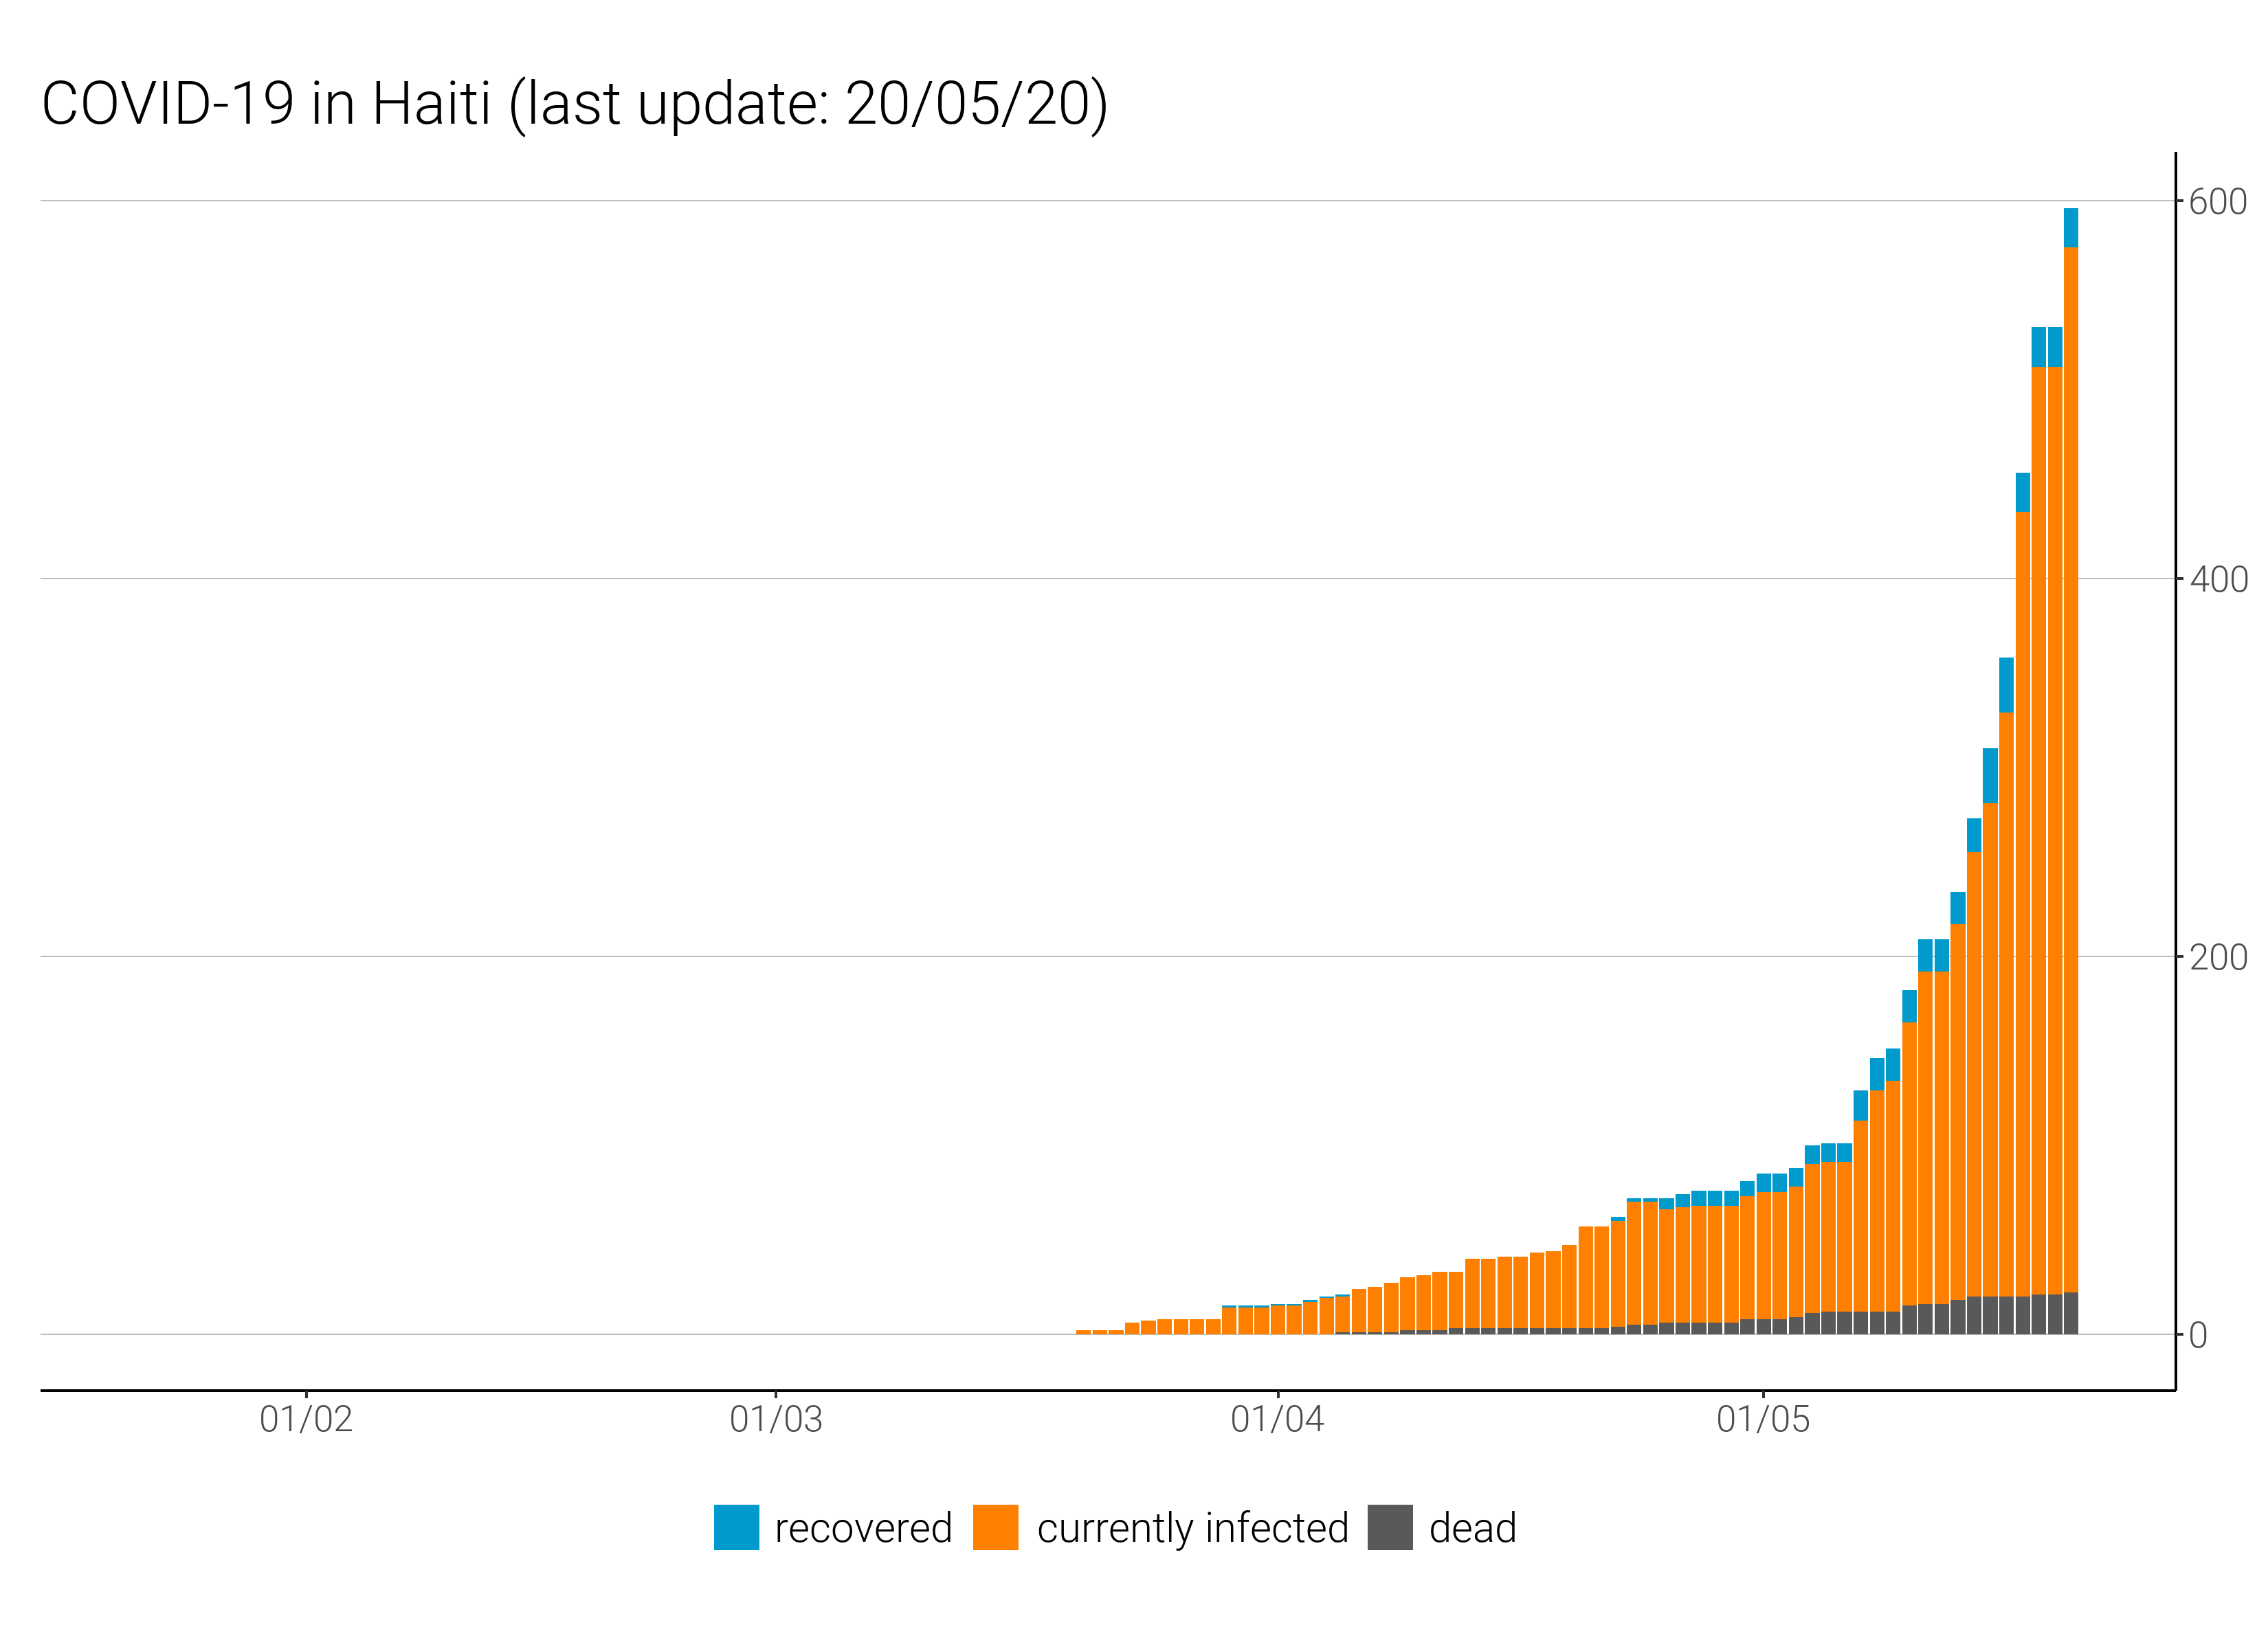 COVID-19 in Haiti (last update: 20/05/20)
600
400
200
0
01/02 01/03 01/04 01/05
recovered currently infected dead